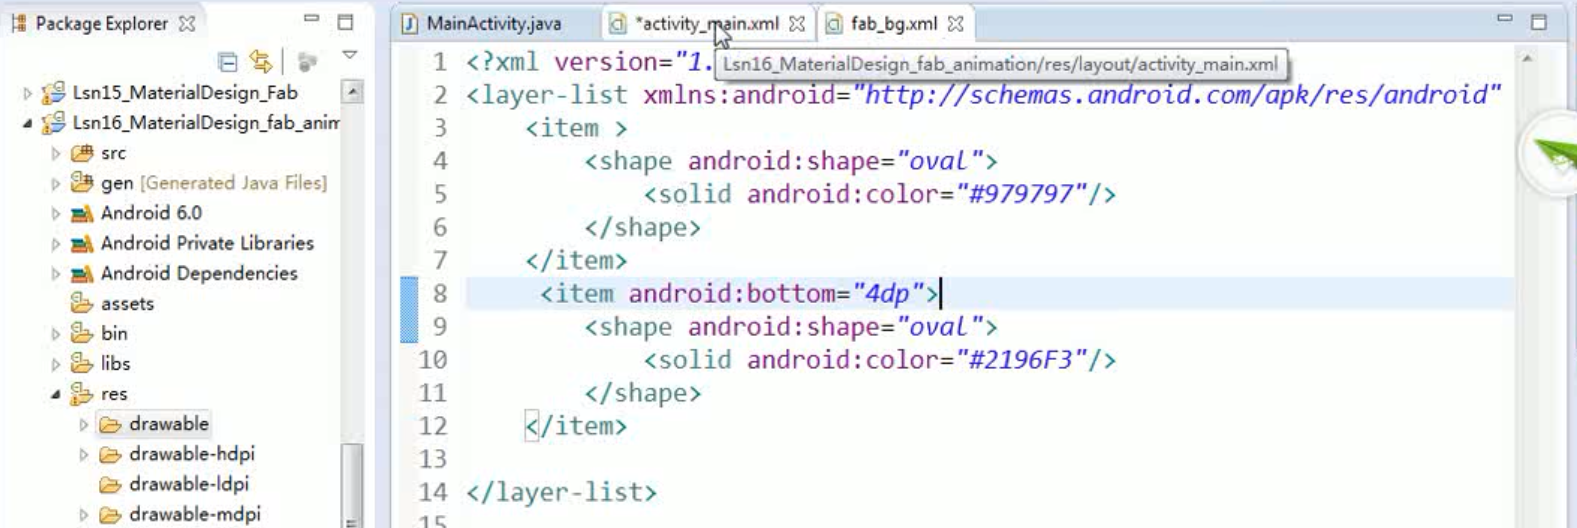 Package Explorer
Lsn15_MaterialDesign_Fab
Lsn16_MaterialDesign_fab_anim
src
gen [Generated Java Files]
Android 6.0
Android Private Libraries
Android Dependencies
assets
bin
libs
res
drawable
drawable-hdpi
drawable-ldpi
drawable-mdpi
MainActivity.java
*activity_main.xml
fab_bg.xml
Lsn16_MaterialDesign_fab_animation/res/layout/activity_main.xml
1 <?xml version="1.
2 <layer-list xmlns:android="http://schemas.android.com/apk/res/android"
3 <item >
4 <shape android:shape="oval">
5 <solid android:color="#979797"/>
6 </shape>
7 </item>
8 <item android:bottom="4dp">
9 <shape android:shape="oval">
10 <solid android:color="#2196F3"/>
11 </shape>
12 </item>
13
14 </layer-list>
15